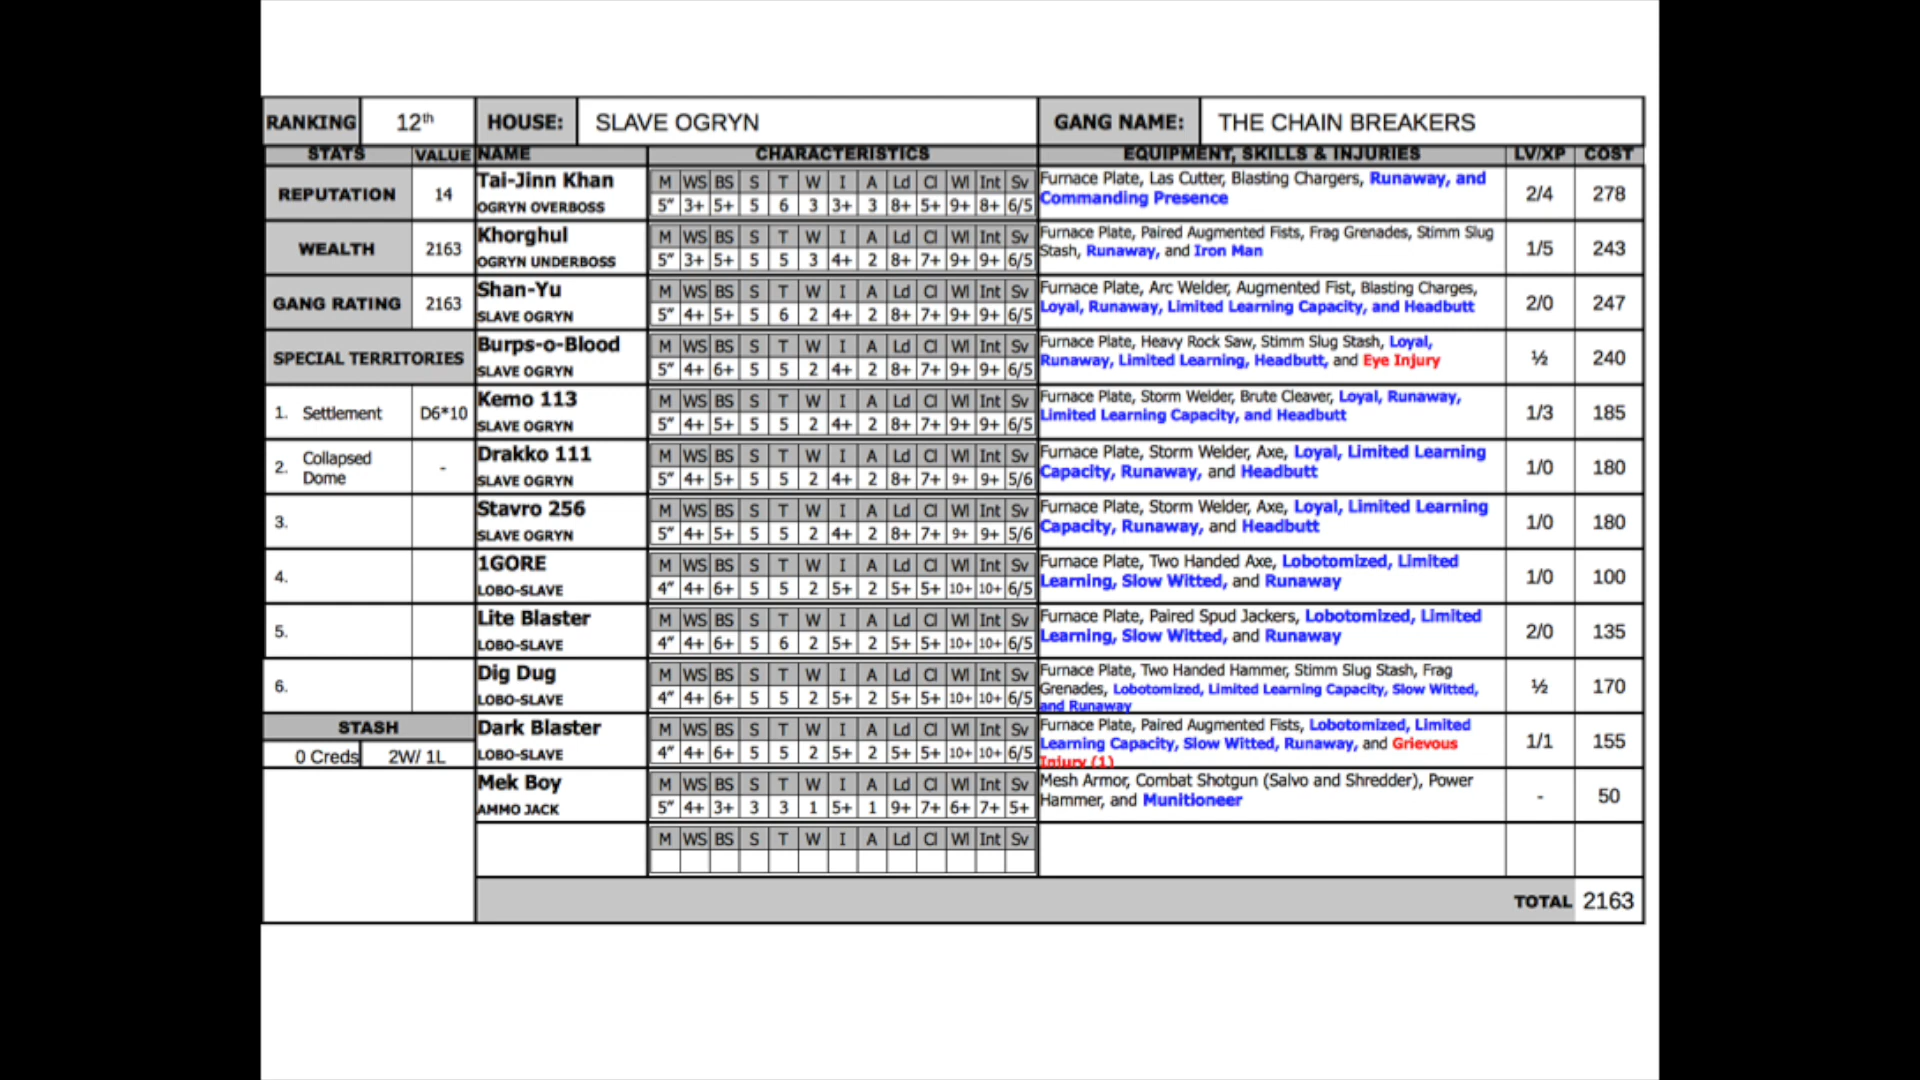 RANKING 12th HOUSE: SLAVE OGRYN GANG NAME: THE CHAIN BREAKERS
STATS VALUE NAME CHARACTERISTICS EQUIPMENT, SKILLS & INJURIES LV/XP COST
REPUTATION 14
Tai-Jinn Khan
OGRYN OVERBOSS
M WS BS S T W I A Ld Cl Wl Int Sv
5" 3+ 5+ 5 6 3 3+ 3 8+ 5+ 9+ 8+ 6/5
Furnace Plate, Las Cutter, Blasting Chargers, Runaway, and
Commanding Presence
2/4 278
WEALTH 2163
Khorghul
OGRYN UNDERBOSS
M WS BS S T W I A Ld Cl Wl Int Sv
5" 3+ 5+ 5 5 3 4+ 2 8+ 7+ 9+ 9+ 6/5
Furnace Plate, Paired Augmented Fists, Frag Grenades, Stimm Slug
Stash, Runaway, and Iron Man
1/5 243
GANG RATING 2163
Shan-Yu
SLAVE OGRYN
M WS BS S T W I A Ld Cl Wl Int Sv
5" 4+ 5+ 5 6 2 4+ 2 8+ 7+ 9+ 9+ 6/5
Furnace Plate, Arc Welder, Augmented Fist, Blasting Charges,
Loyal, Runaway, Limited Learning Capacity, and Headbutt
2/0 247
SPECIAL TERRITORIES
Burps-o-Blood
SLAVE OGRYN
M WS BS S T W I A Ld Cl Wl Int Sv
5" 4+ 6+ 5 5 2 4+ 2 8+ 7+ 9+ 9+ 6/5
Furnace Plate, Heavy Rock Saw, Stimm Slug Stash, Loyal,
Runaway, Limited Learning, Headbutt, and Eye Injury
½ 240
1. Settlement D6*10
Kemo 113
SLAVE OGRYN
M WS BS S T W I A Ld Cl Wl Int Sv
5" 4+ 5+ 5 5 2 4+ 2 8+ 7+ 9+ 9+ 6/5
Furnace Plate, Storm Welder, Brute Cleaver, Loyal, Runaway,
Limited Learning Capacity, and Headbutt
1/3 185
2. Collapsed
Dome -
Drakko 111
SLAVE OGRYN
M WS BS S T W I A Ld Cl Wl Int Sv
5" 4+ 5+ 5 5 2 4+ 2 8+ 7+ 9+ 9+ 5/6
Furnace Plate, Storm Welder, Axe, Loyal, Limited Learning
Capacity, Runaway, and Headbutt
1/0 180
3.
Stavro 256
SLAVE OGRYN
M WS BS S T W I A Ld Cl Wl Int Sv
5" 4+ 5+ 5 5 2 4+ 2 8+ 7+ 9+ 9+ 5/6
Furnace Plate, Storm Welder, Axe, Loyal, Limited Learning
Capacity, Runaway, and Headbutt
1/0 180
4.
1GORE
LOBO-SLAVE
M WS BS S T W I A Ld Cl Wl Int Sv
4" 4+ 6+ 5 5 2 5+ 2 5+ 5+ 10+ 10+ 6/5
Furnace Plate, Two Handed Axe, Lobotomized, Limited
Learning, Slow Witted, and Runaway
1/0 100
5.
Lite Blaster
LOBO-SLAVE
M WS BS S T W I A Ld Cl Wl Int Sv
4" 4+ 6+ 5 6 2 5+ 2 5+ 5+ 10+ 10+ 6/5
Furnace Plate, Paired Spud Jackers, Lobotomized, Limited
Learning, Slow Witted, and Runaway
2/0 135
6.
Dig Dug
LOBO-SLAVE
M WS BS S T W I A Ld Cl Wl Int Sv
4" 4+ 6+ 5 5 2 5+ 2 5+ 5+ 10+ 10+ 6/5
Furnace Plate, Two Handed Hammer, Stimm Slug Stash, Frag
Grenades, Lobotomized, Limited Learning Capacity, Slow Witted,
and Runaway
½ 170
STASH
0 Creds 2W/ 1L
Dark Blaster
LOBO-SLAVE
M WS BS S T W I A Ld Cl Wl Int Sv
4" 4+ 6+ 5 5 2 5+ 2 5+ 5+ 10+ 10+ 6/5
Furnace Plate, Paired Augmented Fists, Lobotomized, Limited
Learning Capacity, Slow Witted, Runaway, and Grievous
Injury (1)
1/1 155
Mek Boy
AMMO JACK
M WS BS S T W I A Ld Cl Wl Int Sv
5" 4+ 3+ 3 3 1 5+ 1 9+ 7+ 6+ 7+ 5+
Mesh Armor, Combat Shotgun (Salvo and Shredder), Power
Hammer, and Munitioneer
- 50
M WS BS S T W I A Ld Cl Wl Int Sv
TOTAL 2163